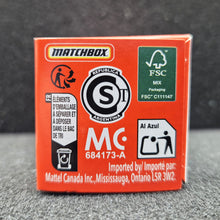 MATCHBOX
REPUBLICA
S
ARGENTINA
FSC
MIX
Packaging
FSC® C111147
FR
ÉLÉMENTS
D'EMBALLAGE
À SÉPARER ET
À DÉPOSER
DANS LE BAC
DE TRI
MC
684173-A
Al Azul
Imported by/Importé par:
Mattel Canada Inc., Mississauga, Ontario L5R 3W2.